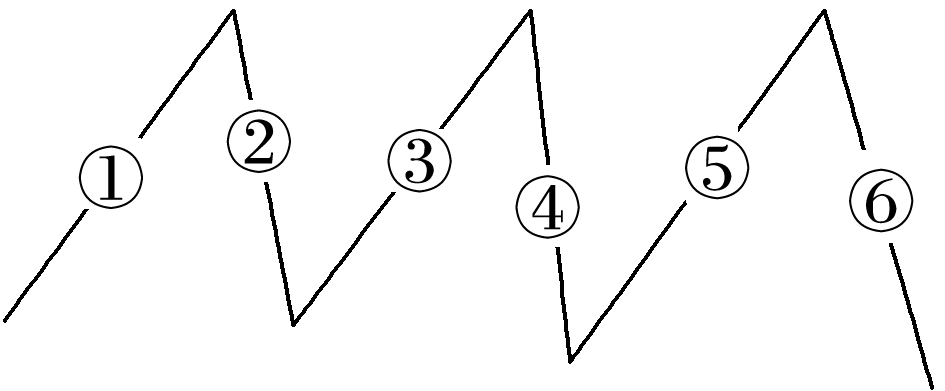 ① ② ③ ④ ⑤ ⑥